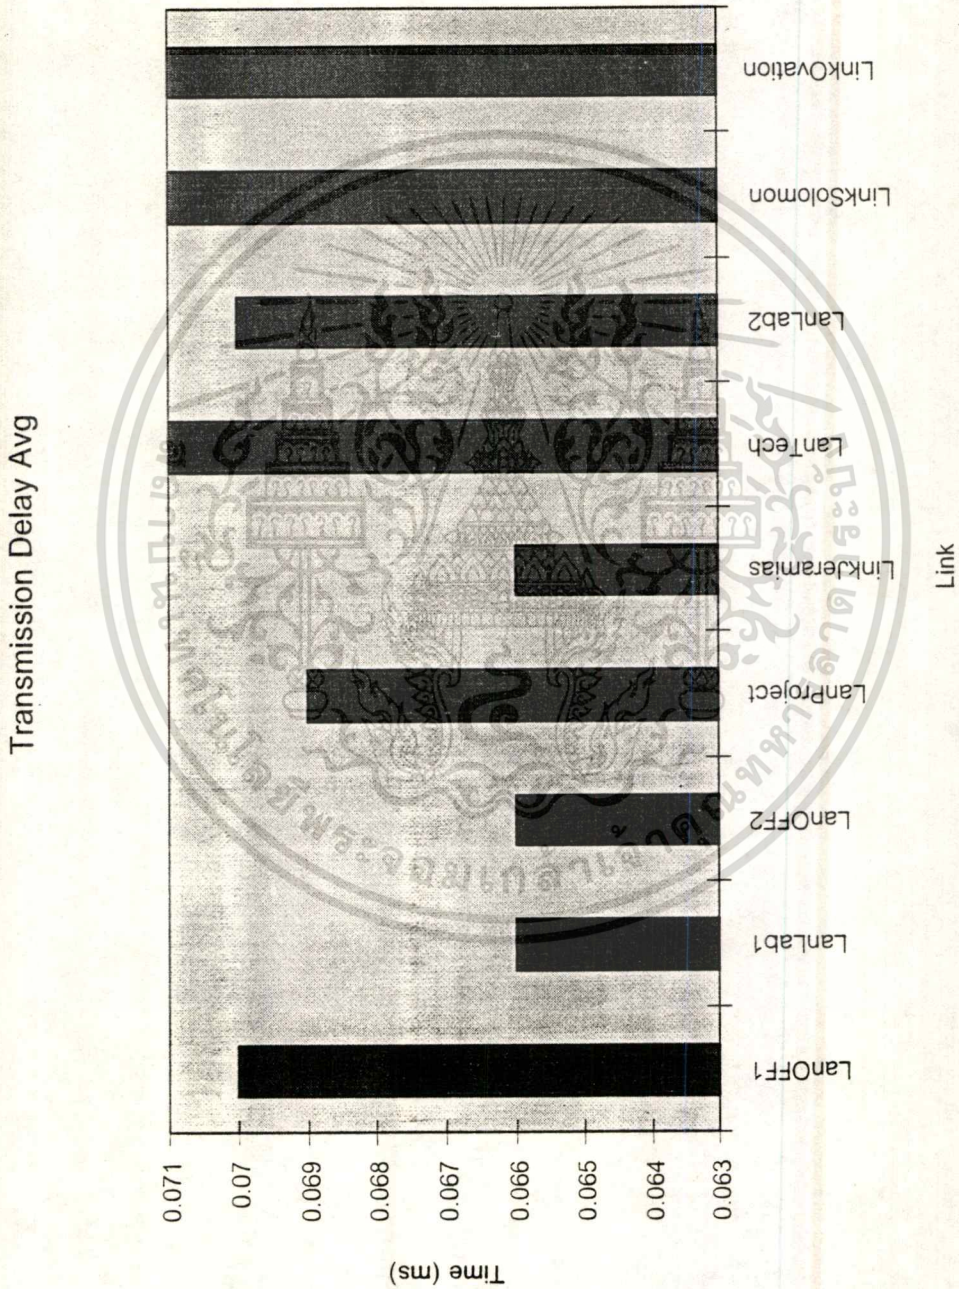 Transmission Delay Avg
Time (ms)
0.071
0.07
0.069
0.068
0.067
0.066
0.065
0.064
0.063
LanOFF1
LanLab1
LanOFF2
LanProject
LinkJeramias
LanTech
LanLab2
LinkSolomon
LinkOvation
Link